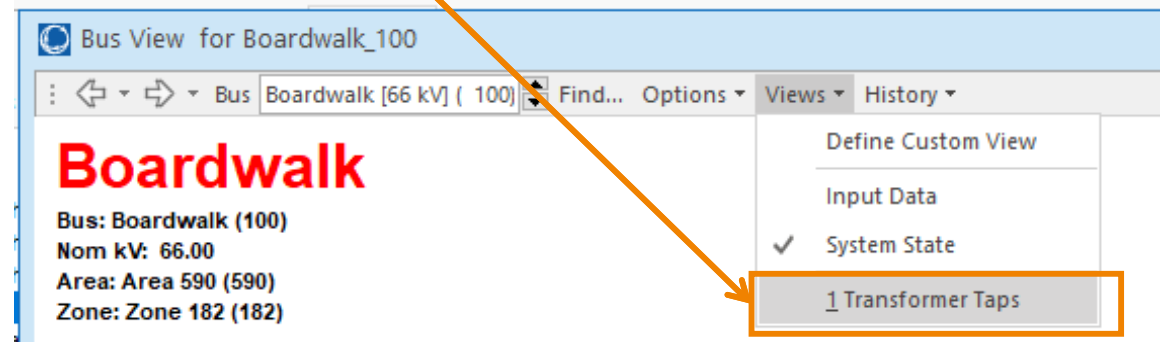 Bus View for Boardwalk_100
Bus Boardwalk [66 kV] ( 100) Find... Options Views History
Define Custom View
Input Data
System State
1 Transformer Taps
Boardwalk
Bus: Boardwalk (100)
Nom kV: 66.00
Area: Area 590 (590)
Zone: Zone 182 (182)